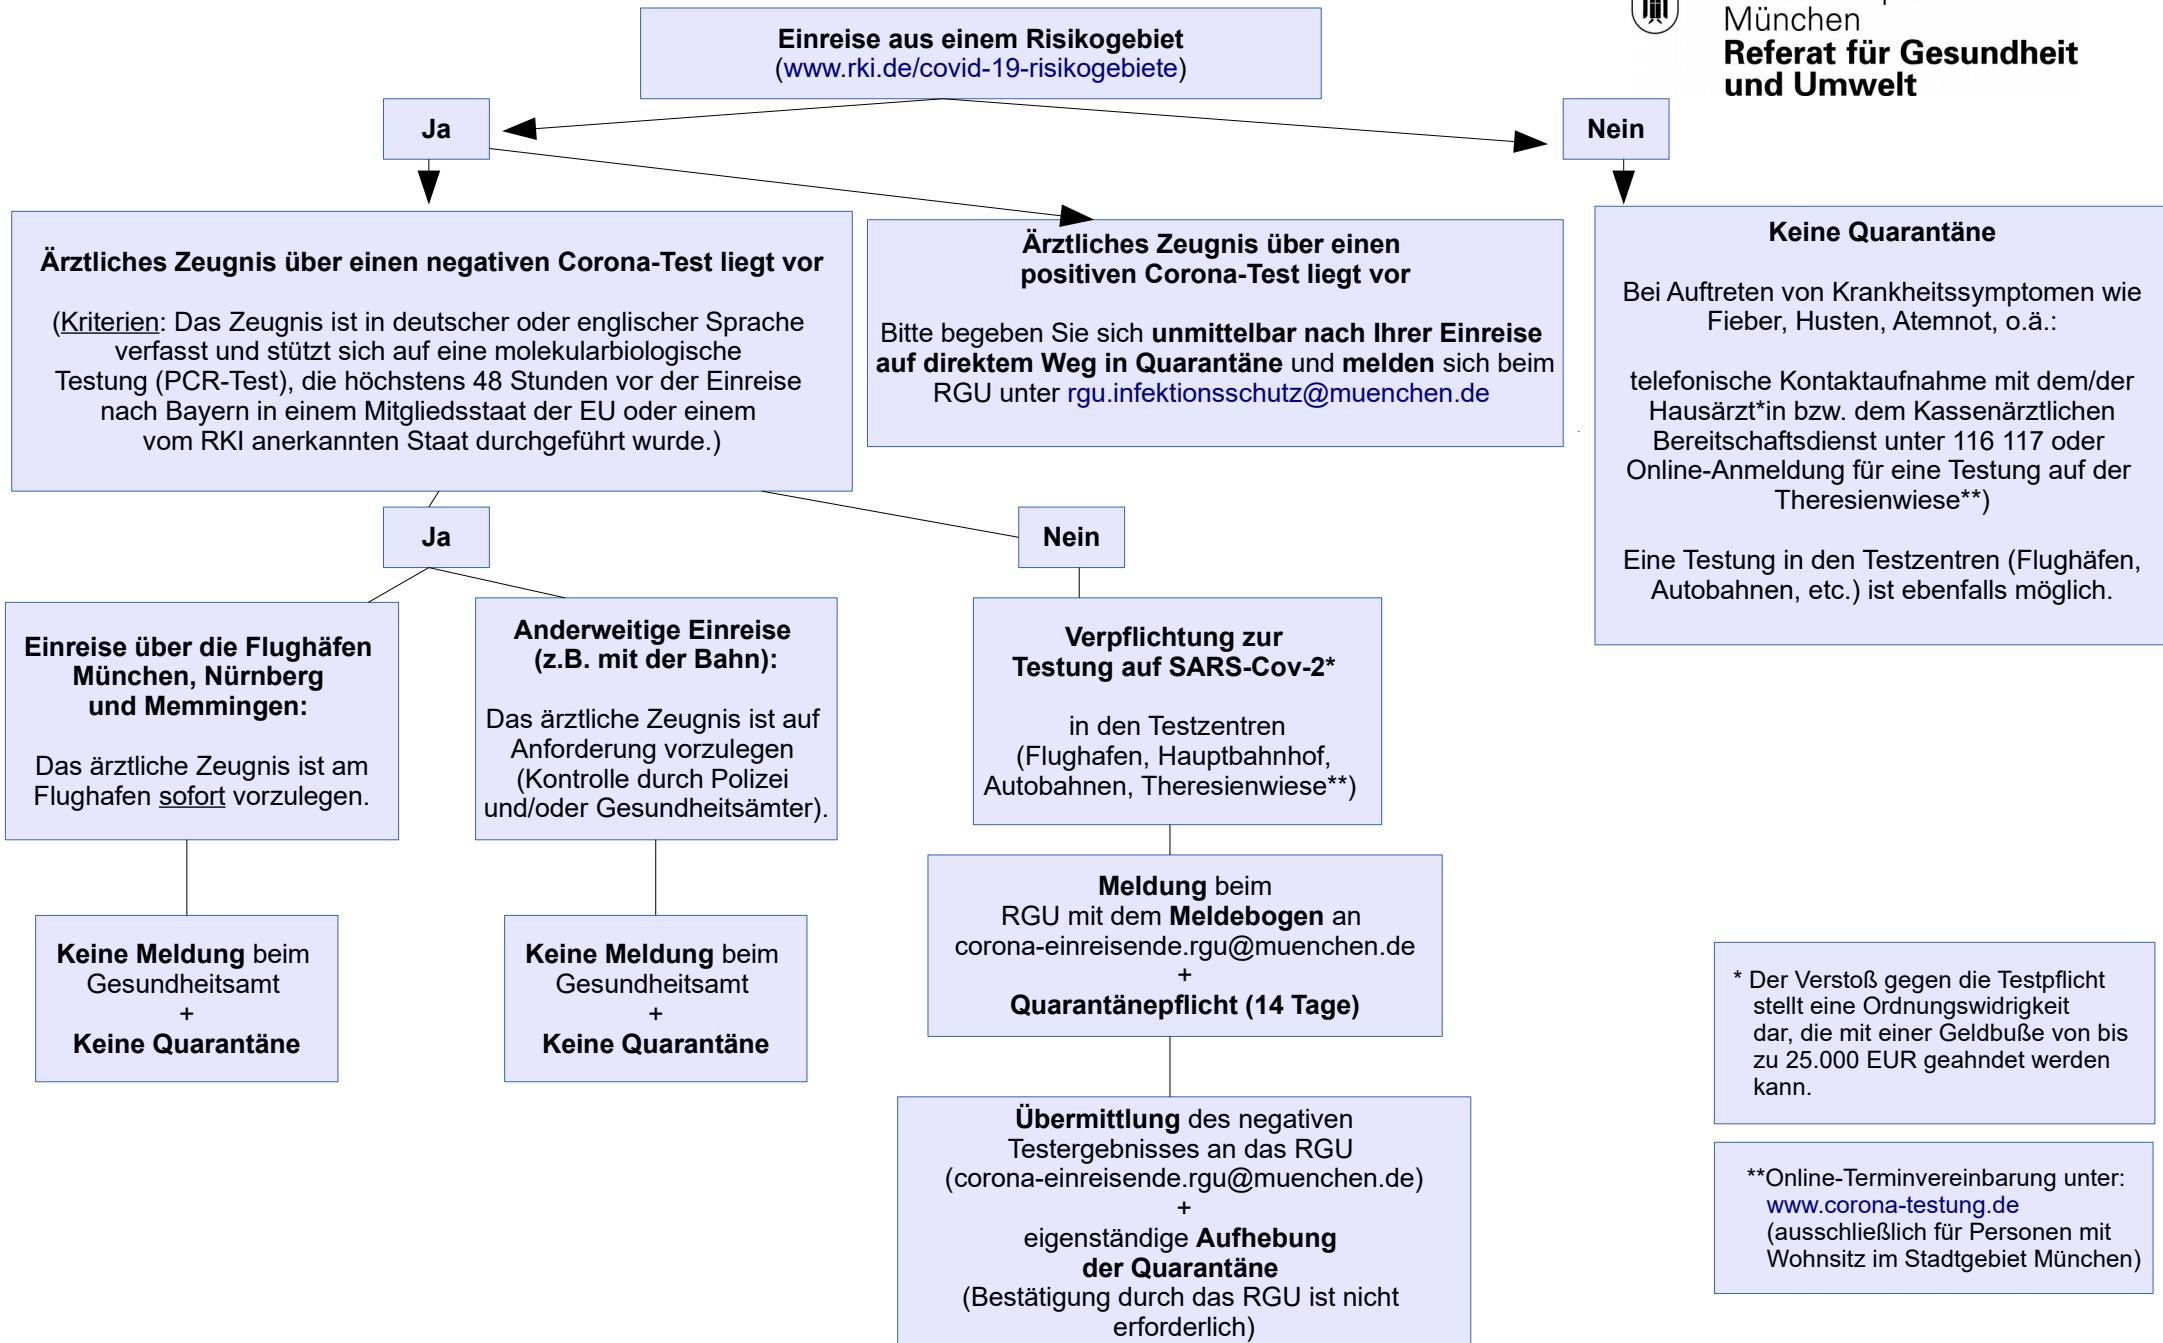 Einreise aus einem Risikogebiet
(www.rki.de/covid-19-risikogebiete)
München
Referat für Gesundheit
und Umwelt
Ja
Nein
Ärztliches Zeugnis über einen negativen Corona-Test liegt vor
(Kriterien: Das Zeugnis ist in deutscher oder englischer Sprache
verfasst und stützt sich auf eine molekularbiologische
Testung (PCR-Test), die höchstens 48 Stunden vor der Einreise
nach Bayern in einem Mitgliedsstaat der EU oder einem
vom RKI anerkannten Staat durchgeführt wurde.)
Ärztliches Zeugnis über einen
positiven Corona-Test liegt vor
Bitte begeben Sie sich unmittelbar nach Ihrer Einreise
auf direktem Weg in Quarantäne und melden sich beim
RGU unter rgu.infektionsschutz@muenchen.de
Keine Quarantäne
Bei Auftreten von Krankheitssymptomen wie
Fieber, Husten, Atemnot, o.ä.:
telefonische Kontaktaufnahme mit dem/der
Hausärzt*in bzw. dem Kassenärztlichen
Bereitschaftsdienst unter 116 117 oder
Online-Anmeldung für eine Testung auf der
Theresienwiese**)
Eine Testung in den Testzentren (Flughäfen,
Autobahnen, etc.) ist ebenfalls möglich.
Ja
Nein
Einreise über die Flughäfen
München, Nürnberg
und Memmingen:
Das ärztliche Zeugnis ist am
Flughafen sofort vorzulegen.
Anderweitige Einreise
(z.B. mit der Bahn):
Das ärztliche Zeugnis ist auf
Anforderung vorzulegen
(Kontrolle durch Polizei
und/oder Gesundheitsämter).
Verpflichtung zur
Testung auf SARS-Cov-2*
in den Testzentren
(Flughafen, Hauptbahnhof,
Autobahnen, Theresienwiese**)
Keine Meldung beim
Gesundheitsamt
+
Keine Quarantäne
Keine Meldung beim
Gesundheitsamt
+
Keine Quarantäne
Meldung beim
RGU mit dem Meldebogen an
corona-einreisende.rgu@muenchen.de
+
Quarantänepflicht (14 Tage)
Übermittlung des negativen
Testergebnisses an das RGU
(corona-einreisende.rgu@muenchen.de)
+
eigenständige Aufhebung
der Quarantäne
(Bestätigung durch das RGU ist nicht
erforderlich)
* Der Verstoß gegen die Testpflicht
stellt eine Ordnungswidrigkeit
dar, die mit einer Geldbuße von bis
zu 25.000 EUR geahndet werden
kann.
**Online-Terminvereinbarung unter:
www.corona-testung.de
(ausschließlich für Personen mit
Wohnsitz im Stadtgebiet München)